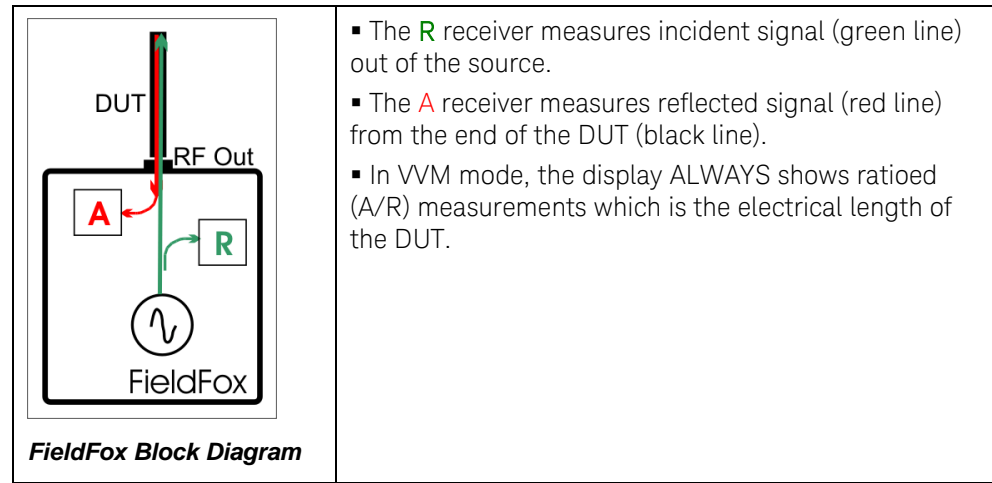 DUT
RF Out
A
R
FieldFox
FieldFox Block Diagram
▪ The R receiver measures incident signal (green line)
out of the source.
▪ The A receiver measures reflected signal (red line)
from the end of the DUT (black line).
▪ In VVM mode, the display ALWAYS shows ratioed
(A/R) measurements which is the electrical length of
the DUT.